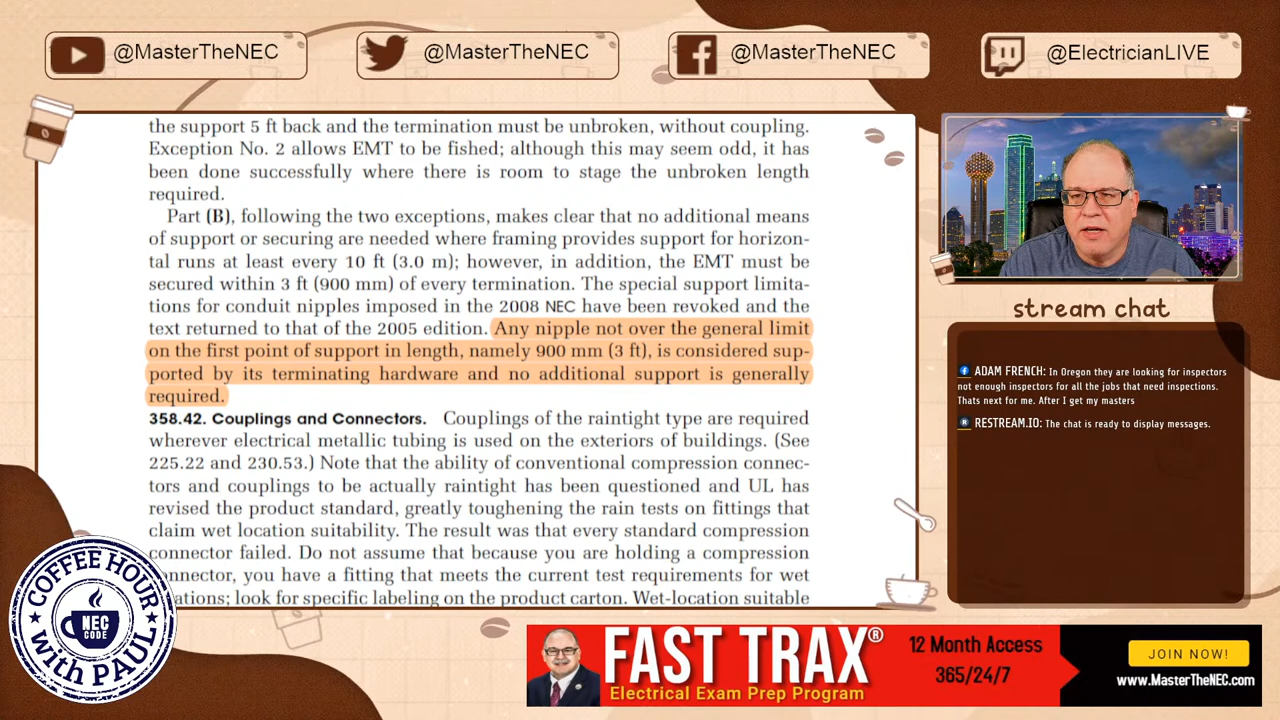 @MasterTheNEC
@MasterTheNEC
@MasterTheNEC
@ElectricianLIVE
the support 5 ft back and the termination must be unbroken, without coupling.
Exception No. 2 allows EMT to be fished; although this may seem odd, it has
been done successfully where there is room to stage the unbroken length
required.
Part (B), following the two exceptions, makes clear that no additional means
of support or securing are needed where framing provides support for horizon-
tal runs at least every 10 ft (3.0 m); however, in addition, the EMT must be
secured within 3 ft (900 mm) of every termination. The special support limita-
tions for conduit nipples imposed in the 2008 NEC have been revoked and the
text returned to that of the 2005 edition. Any nipple not over the general limit
on the first point of support in length, namely 900 mm (3 ft), is considered sup-
ported by its terminating hardware and no additional support is generally
required.
358.42. Couplings and Connectors. Couplings of the raintight type are required
wherever electrical metallic tubing is used on the exteriors of buildings. (See
225.22 and 230.53.) Note that the ability of conventional compression connec-
tors and couplings to be actually raintight has been questioned and UL has
revised the product standard, greatly toughening the rain tests on fittings that
claim wet location suitability. The result was that every standard compression
connector failed. Do not assume that because you are holding a compression
onnector, you have a fitting that meets the current test requirements for wet
ations; look for specific labeling on the product carton. Wet-location suitable
stream chat
ADAM FRENCH: In Oregon they are looking for inspectors
not enough inspectors for all the jobs that need inspections.
Thats next for me. After I get my masters
RESTREAM.IO: The chat is ready to display messages.
COFFEE HOUR
NEC
CODE
with PAUL
FAST TRAX®
Electrical Exam Prep Program
12 Month Access
365/24/7
JOIN NOW!
www.MasterTheNEC.com